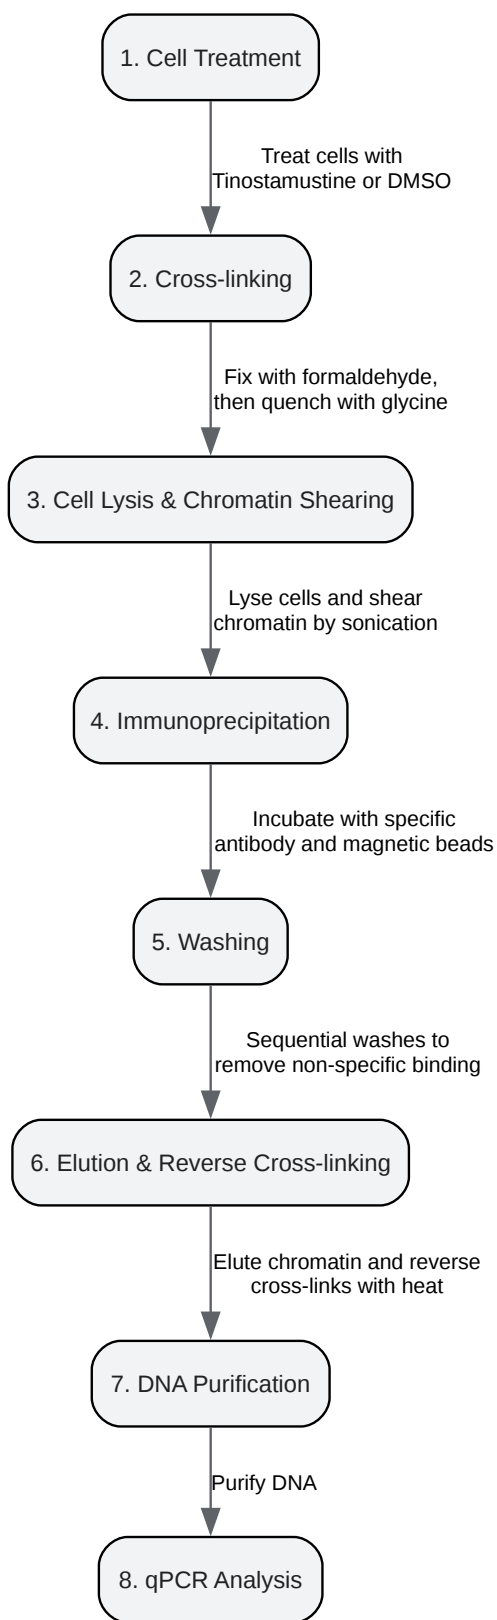 1. Cell Treatment
Treat cells with
Tinostamustine or DMSO
2. Cross-linking
Fix with formaldehyde,
then quench with glycine
3. Cell Lysis & Chromatin Shearing
Lyse cells and shear
chromatin by sonication
4. Immunoprecipitation
Incubate with specific
antibody and magnetic beads
5. Washing
Sequential washes to
remove non-specific binding
6. Elution & Reverse Cross-linking
Elute chromatin and reverse
cross-links with heat
7. DNA Purification
Purify DNA
8. qPCR Analysis